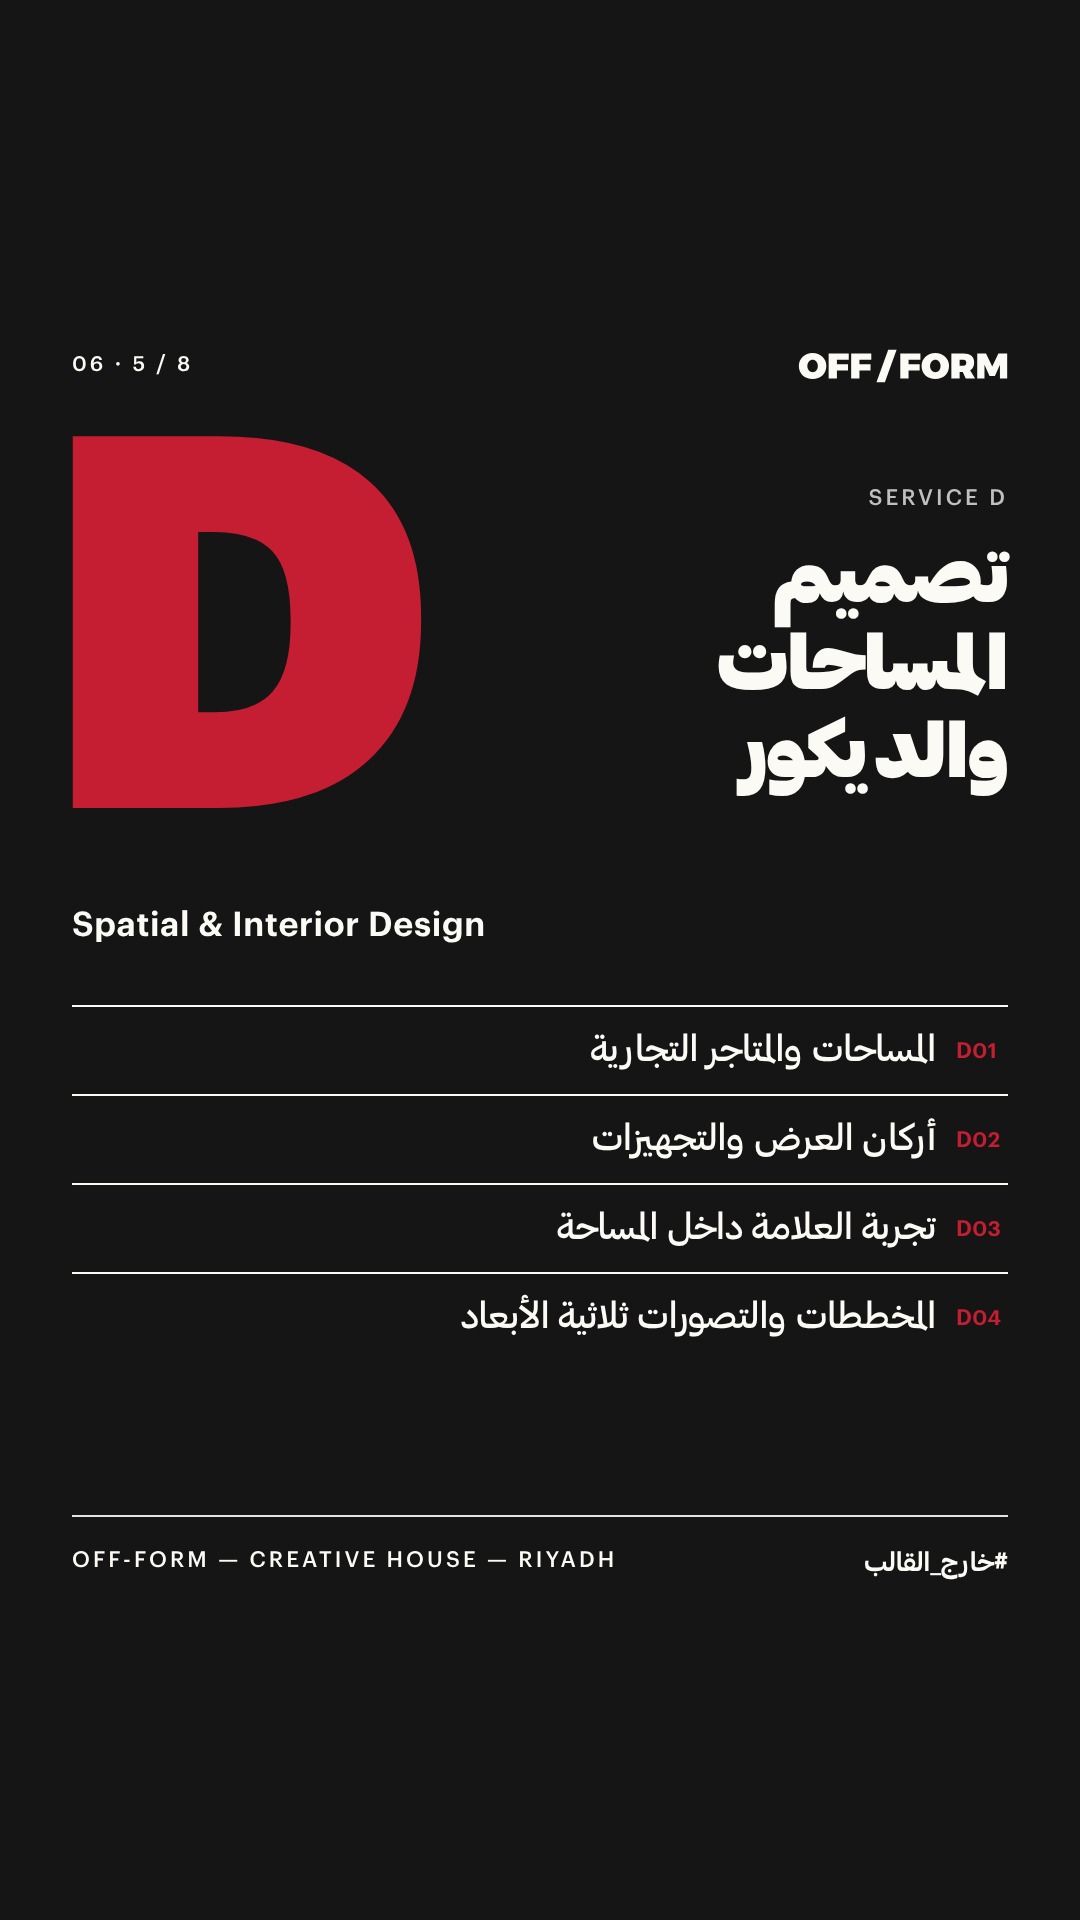 06 · 5 / 8
OFF/FORM
D
SERVICE D
تصميم
المساحات
والديكور
Spatial & Interior Design
D01 المساحات والمتاجر التجارية
D02 أركان العرض والتجهيزات
D03 تجربة العلامة داخل المساحة
D04 المخططات والتصورات ثلاثية الأبعاد
OFF-FORM — CREATIVE HOUSE — RIYADH
#خارج_القالب